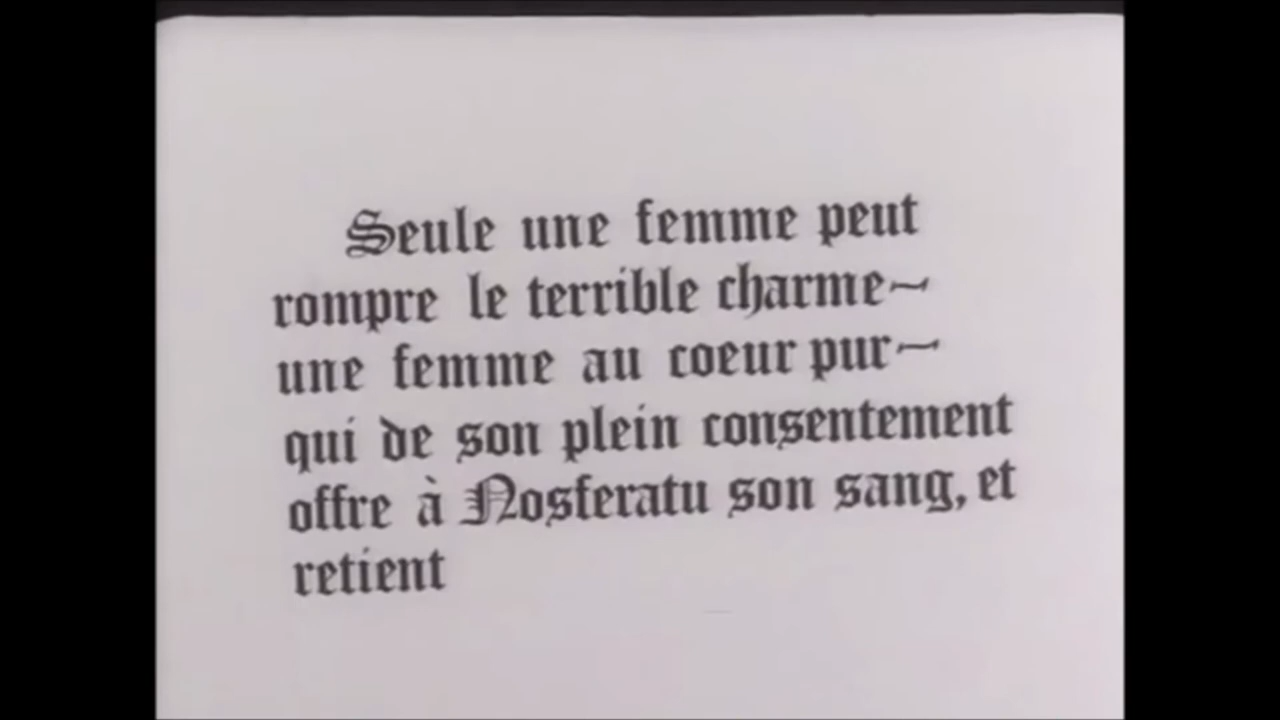 Seule une femme peut
rompre le terrible charme~
une femme au coeur pur~
qui de son plein consentement
offre à Nosferatu son sang, et
retient